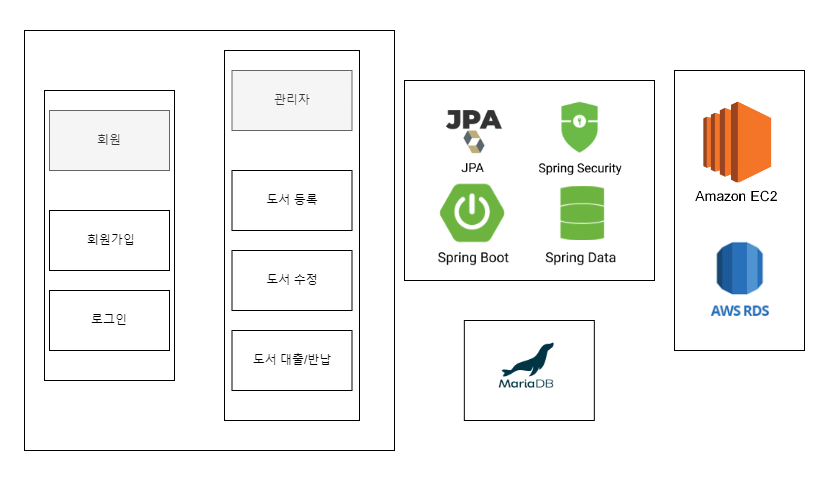 회원
회원가입
로그인
관리자
도서 등록
도서 수정
도서 대출/반납
JPA
JPA
Spring Security
Spring Boot
Spring Data
MariaDB
Amazon EC2
AWS RDS